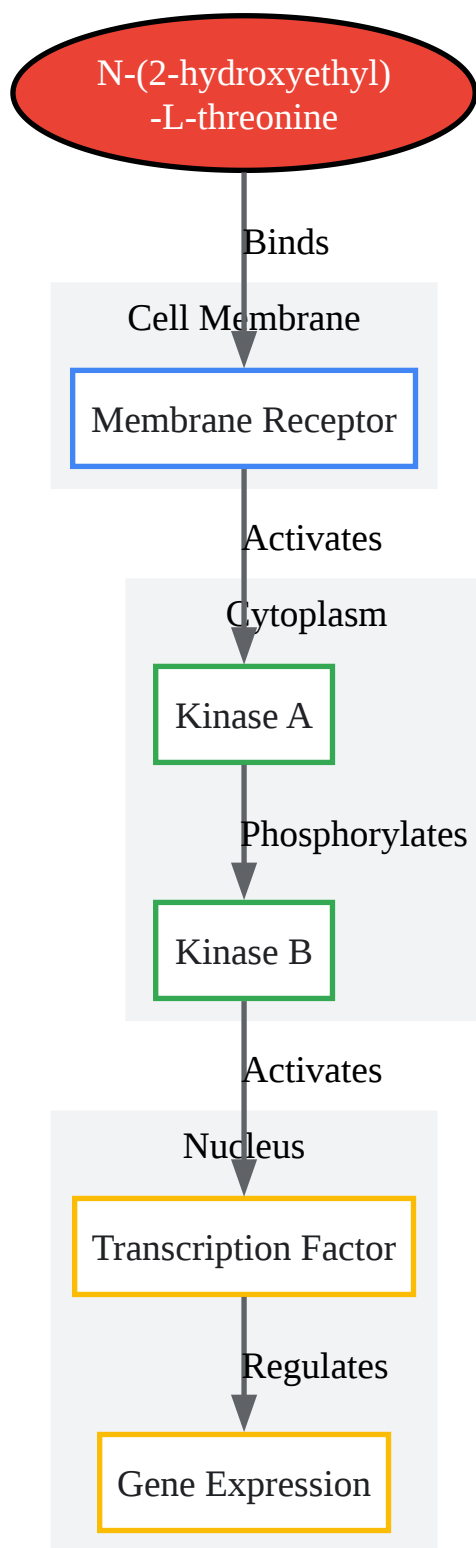 N-(2-hydroxyethyl)
-L-threonine
Binds
Cell Membrane
Membrane Receptor
Activates
Cytoplasm
Kinase A
Phosphorylates
Kinase B
Activates
Nucleus
Transcription Factor
Regulates
Gene Expression